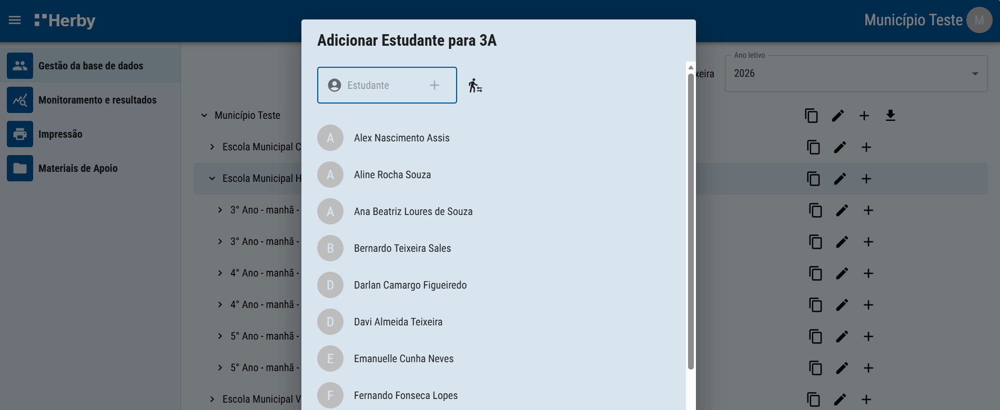 Herby
Município Teste
M
Gestão da base de dados
Monitoramento e resultados
Impressão
Materiais de Apoio
Adicionar Estudante para 3A
Estudante
Alex Nascimento Assis
A
Aline Rocha Souza
A
Ana Beatriz Loures de Souza
A
Bernardo Teixeira Sales
B
Darlan Camargo Figueiredo
D
Davi Almeida Teixeira
D
Emanuelle Cunha Neves
E
Fernando Fonseca Lopes
F
xeira
Ano letivo
2026
Município Teste
Escola Municipal C
Escola Municipal H
3° Ano - manhã -
3° Ano - manhã -
4° Ano - manhã -
4° Ano - manhã -
5° Ano - manhã -
5° Ano - manhã -
Escola Municipal V